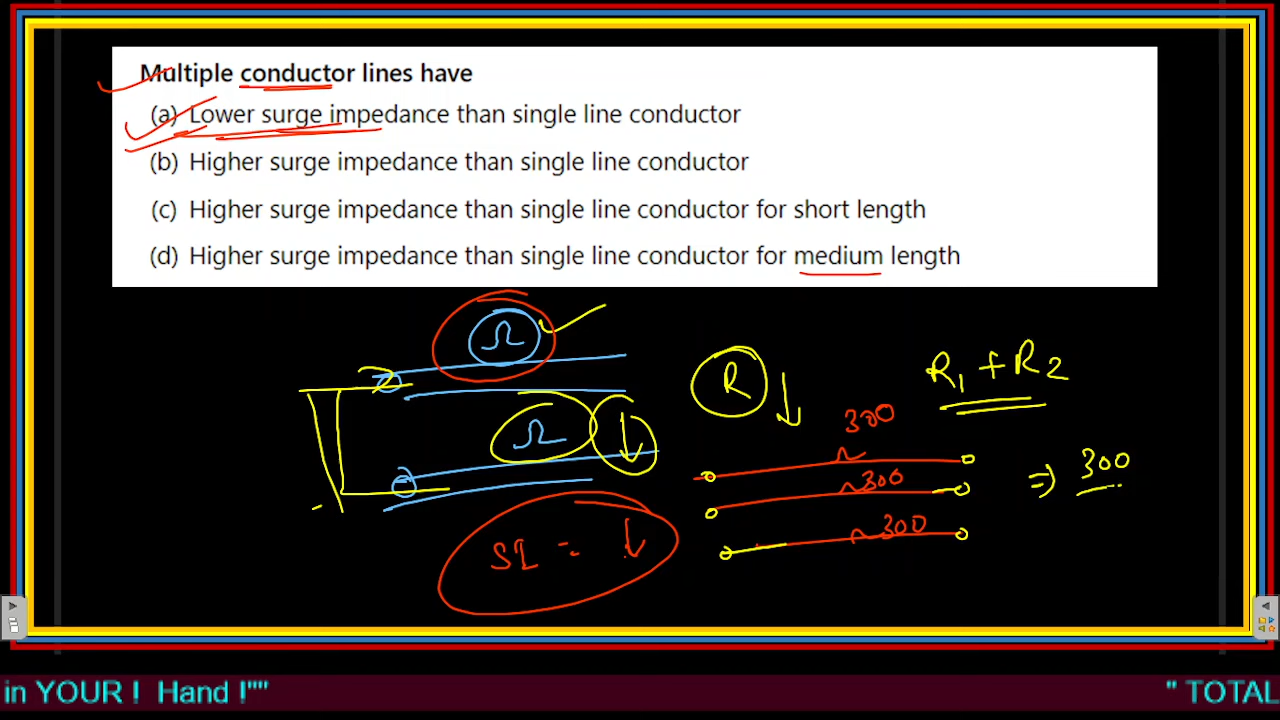 Multiple conductor lines have
(a) Lower surge impedance than single line conductor
(b) Higher surge impedance than single line conductor
(c) Higher surge impedance than single line conductor for short length
(d) Higher surge impedance than single line conductor for medium length
Ω
R
R1 + R2
Ω
300
300
⇒ 300
300
SI = ↓
in YOUR ! Hand !"" " TOTAL